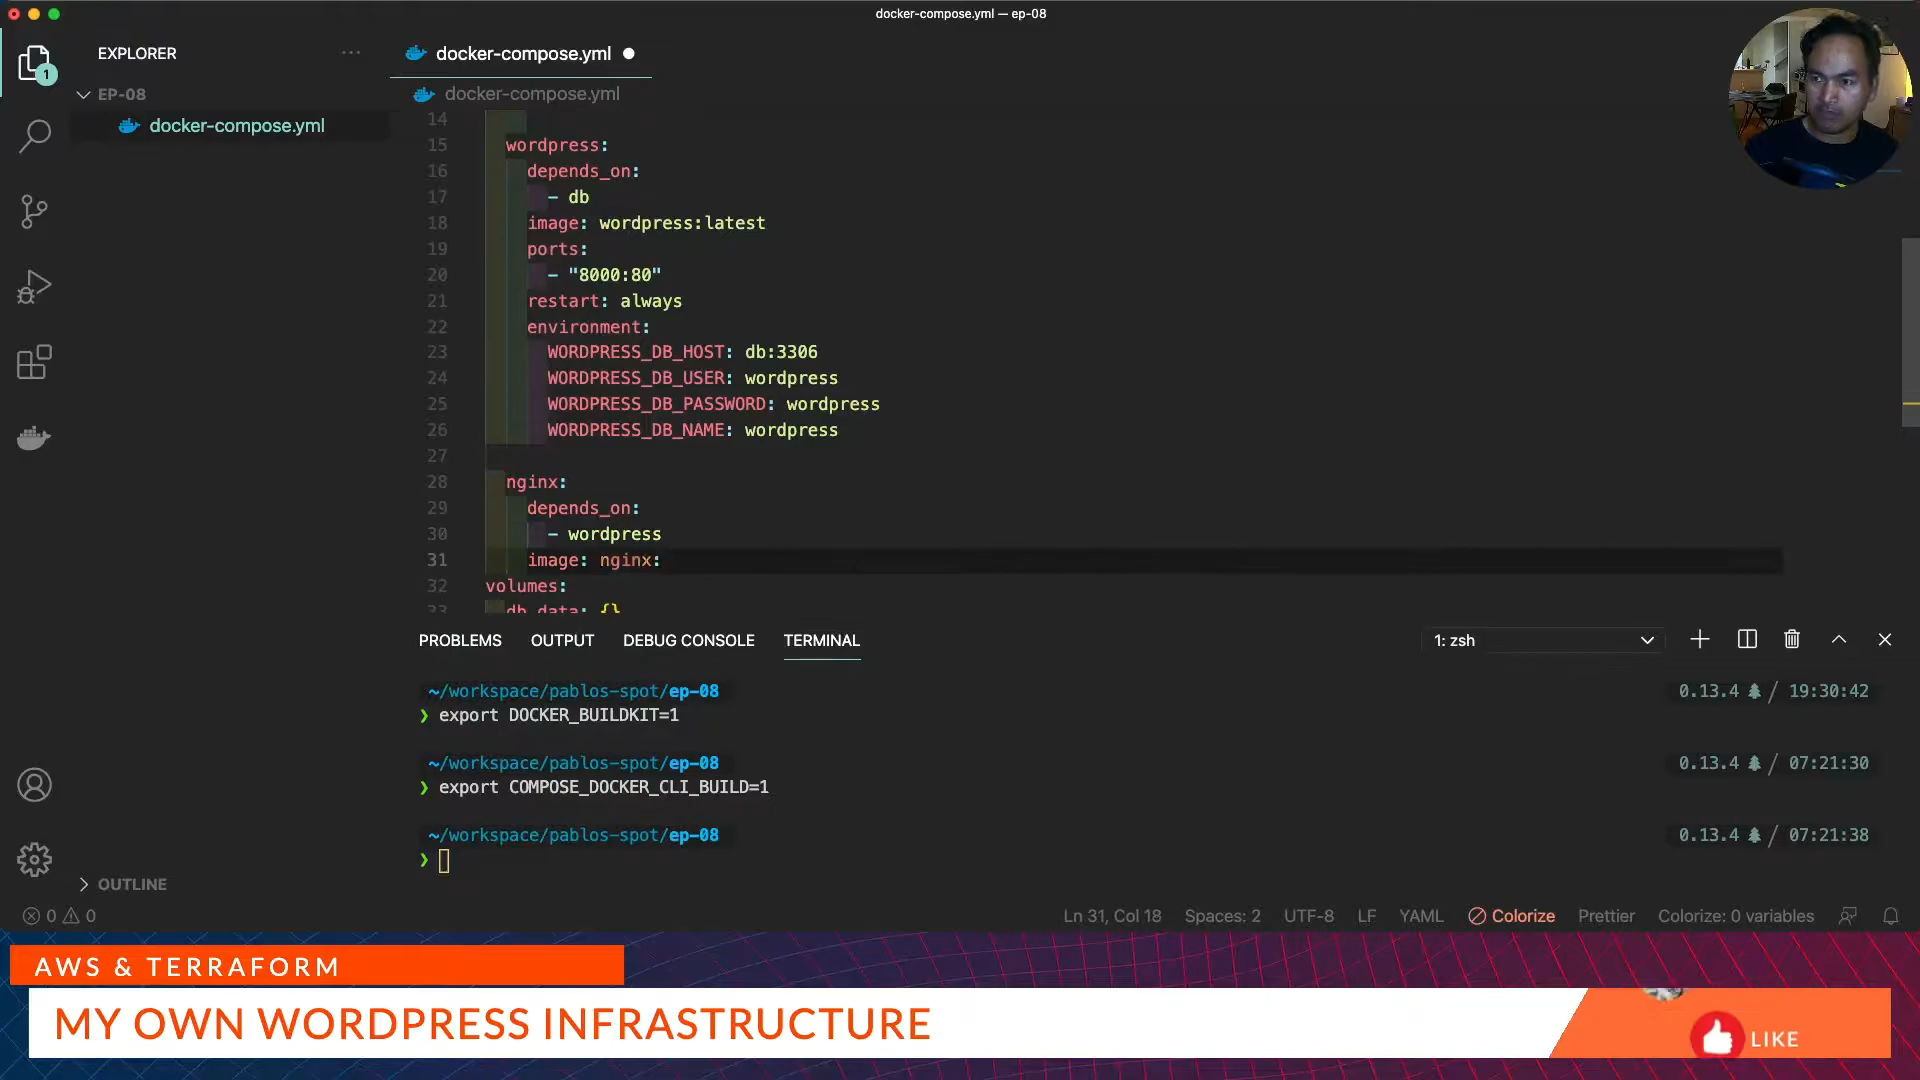 docker-compose.yml — ep-08
EXPLORER
docker-compose.yml
1
EP-08
docker-compose.yml
docker-compose.yml
14
15 wordpress:
16 depends_on:
17 - db
18 image: wordpress:latest
19 ports:
20 - "8000:80"
21 restart: always
22 environment:
23 WORDPRESS_DB_HOST: db:3306
24 WORDPRESS_DB_USER: wordpress
25 WORDPRESS_DB_PASSWORD: wordpress
26 WORDPRESS_DB_NAME: wordpress
27
28 nginx:
29 depends_on:
30 - wordpress
31 image: nginx:
32 volumes:
33 db_data: {}
PROBLEMS OUTPUT DEBUG CONSOLE TERMINAL 1: zsh
~/workspace/pablos-spot/ep-08 0.13.4 / 19:30:42
❯ export DOCKER_BUILDKIT=1
~/workspace/pablos-spot/ep-08 0.13.4 / 07:21:30
❯ export COMPOSE_DOCKER_CLI_BUILD=1
~/workspace/pablos-spot/ep-08 0.13.4 / 07:21:38
❯
OUTLINE
0 0 Ln 31, Col 18 Spaces: 2 UTF-8 LF YAML Colorize Prettier Colorize: 0 variables
AWS & TERRAFORM
MY OWN WORDPRESS INFRASTRUCTURE
LIKE